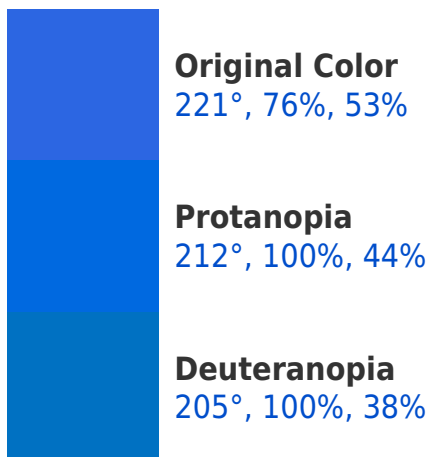 Original Color
221°, 76%, 53%
Protanopia
212°, 100%, 44%
Deuteranopia
205°, 100%, 38%